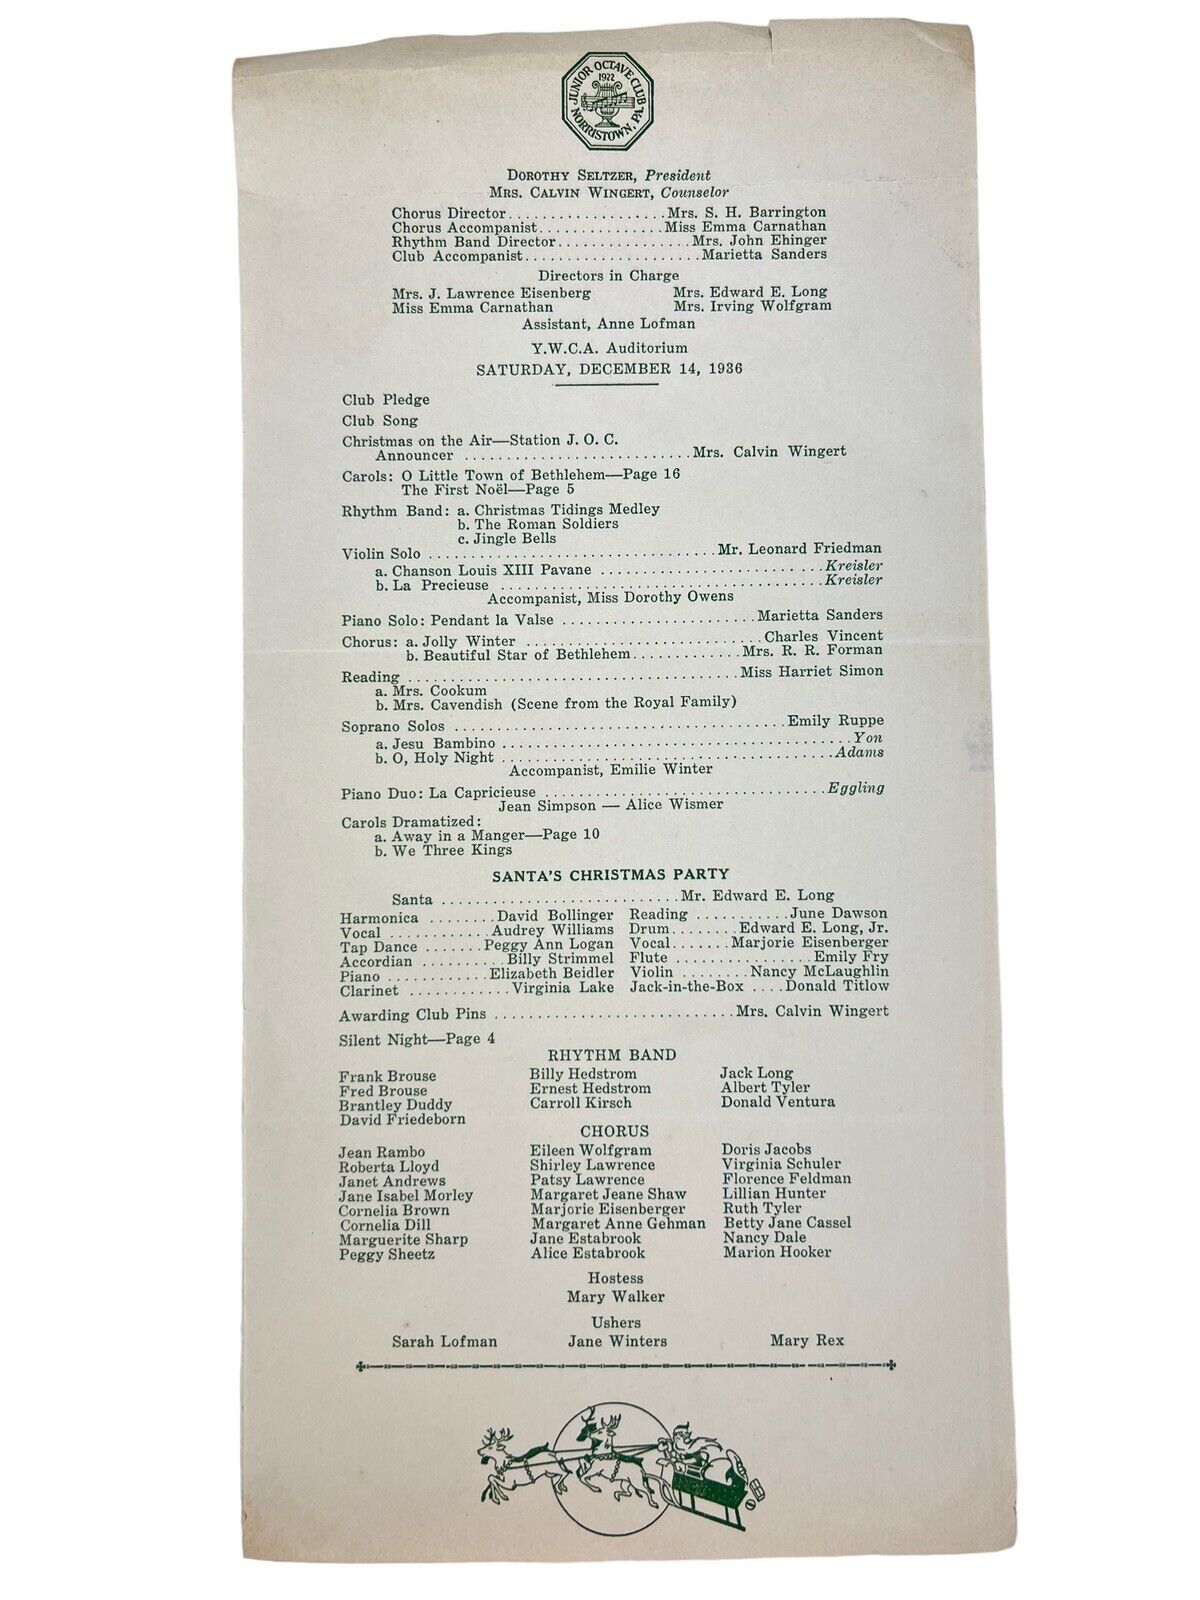 JUNIOR OCTAVE CLUB
1922
NORRISTOWN, PA.
DOROTHY SELTZER, President
MRS. CALVIN WINGERT, Counselor
Chorus Director...................Mrs. S. H. Barrington
Chorus Accompanist...............Miss Emma Carnathan
Rhythm Band Director................Mrs. John Ehinger
Club Accompanist.....................Marietta Sanders
Directors in Charge
Mrs. J. Lawrence Eisenberg Mrs. Edward E. Long
Miss Emma Carnathan Mrs. Irving Wolfgram
Assistant, Anne Lofman
Y.W.C.A. Auditorium
SATURDAY, DECEMBER 14, 1936
Club Pledge
Club Song
Christmas on the Air—Station J. O. C.
Announcer ...........................Mrs. Calvin Wingert
Carols: O Little Town of Bethlehem—Page 16
The First Noël—Page 5
Rhythm Band: a. Christmas Tidings Medley
b. The Roman Soldiers
c. Jingle Bells
Violin Solo ..................................Mr. Leonard Friedman
a. Chanson Louis XIII Pavane ..........................Kreisler
b. La Precieuse ......................................Kreisler
Accompanist, Miss Dorothy Owens
Piano Solo: Pendant la Valse .......................Marietta Sanders
Chorus: a. Jolly Winter ............................Charles Vincent
b. Beautiful Star of Bethlehem.............Mrs. R. R. Forman
Reading .......................................Miss Harriet Simon
a. Mrs. Cookum
b. Mrs. Cavendish (Scene from the Royal Family)
Soprano Solos .......................................Emily Ruppe
a. Jesu Bambino ..........................................Yon
b. O, Holy Night ........................................Adams
Accompanist, Emilie Winter
Piano Duo: La Capricieuse .................................Eggling
Jean Simpson — Alice Wismer
Carols Dramatized:
a. Away in a Manger—Page 10
b. We Three Kings
SANTA'S CHRISTMAS PARTY
Santa ............................Mr. Edward E. Long
Harmonica ........David Bollinger Reading ...........June Dawson
Vocal ............Audrey Williams Drum........Edward E. Long, Jr.
Tap Dance .......Peggy Ann Logan Vocal.......Marjorie Eisenberger
Accordian ..........Billy Strimmel Flute ................Emily Fry
Piano ............Elizabeth Beidler Violin ........Nancy McLaughlin
Clarinet ............Virginia Lake Jack-in-the-Box ....Donald Titlow
Awarding Club Pins .............................Mrs. Calvin Wingert
Silent Night—Page 4
RHYTHM BAND
Frank Brouse Billy Hedstrom Jack Long
Fred Brouse Ernest Hedstrom Albert Tyler
Brantley Duddy Carroll Kirsch Donald Ventura
David Friedeborn
CHORUS
Jean Rambo Eileen Wolfgram Doris Jacobs
Roberta Lloyd Shirley Lawrence Virginia Schuler
Janet Andrews Patsy Lawrence Florence Feldman
Jane Isabel Morley Margaret Jeane Shaw Lillian Hunter
Cornelia Brown Marjorie Eisenberger Ruth Tyler
Cornelia Dill Margaret Anne Gehman Betty Jane Cassel
Marguerite Sharp Jane Estabrook Nancy Dale
Peggy Sheetz Alice Estabrook Marion Hooker
Hostess
Mary Walker
Ushers
Sarah Lofman Jane Winters Mary Rex